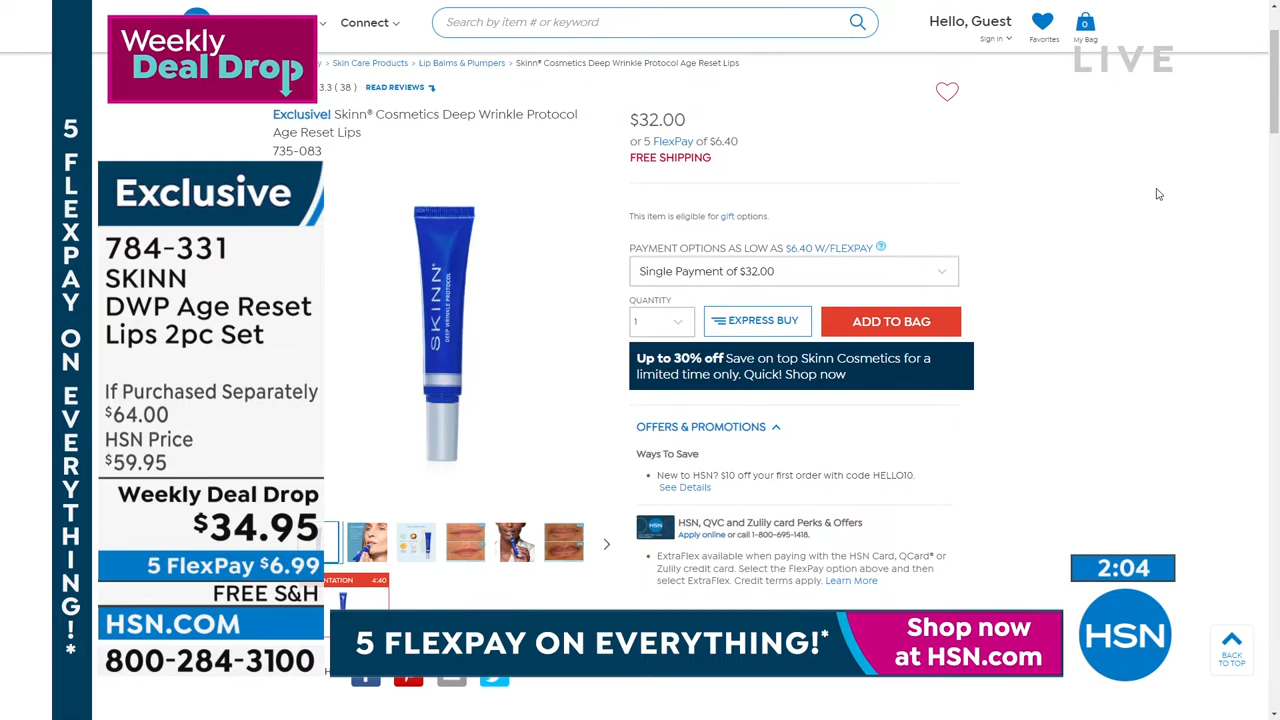 Connect
Search by item # or keyword
Hello, Guest
Sign In
Favorites
0
My Bag
LIVE
Weekly
Deal Drop
Skin Care Products > Lip Balms & Plumpers > Skinn® Cosmetics Deep Wrinkle Protocol Age Reset Lips
3.3 ( 38 ) READ REVIEWS
Exclusive! Skinn® Cosmetics Deep Wrinkle Protocol
Age Reset Lips
735-083
$32.00
or 5 FlexPay of $6.40
FREE SHIPPING
This item is eligible for gift options.
PAYMENT OPTIONS AS LOW AS $6.40 W/FLEXPAY ?
Single Payment of $32.00
QUANTITY
1
EXPRESS BUY
ADD TO BAG
Up to 30% off Save on top Skinn Cosmetics for a
limited time only. Quick! Shop now
OFFERS & PROMOTIONS
Ways To Save
• New to HSN? $10 off your first order with code HELLO10.
See Details
HSN
HSN, QVC and Zulily card Perks & Offers
Apply online or call 1-800-695-1418.
• ExtraFlex available when paying with the HSN Card, QCard® or
Zulily credit card. Select the FlexPay option above and then
select ExtraFlex. Credit terms apply. Learn More
SKINN®
DEEP WRINKLE PROTOCOL
NTATION 4:40
5 FLEXPAY ON EVERYTHING!*
Exclusive
784-331
SKINN
DWP Age Reset
Lips 2pc Set
If Purchased Separately
$64.00
HSN Price
$59.95
Weekly Deal Drop
$34.95
5 FlexPay $6.99
FREE S&H
HSN.COM
800-284-3100
5 FLEXPAY ON EVERYTHING!*
Shop now
at HSN.com
2:04
HSN
BACK
TO TOP